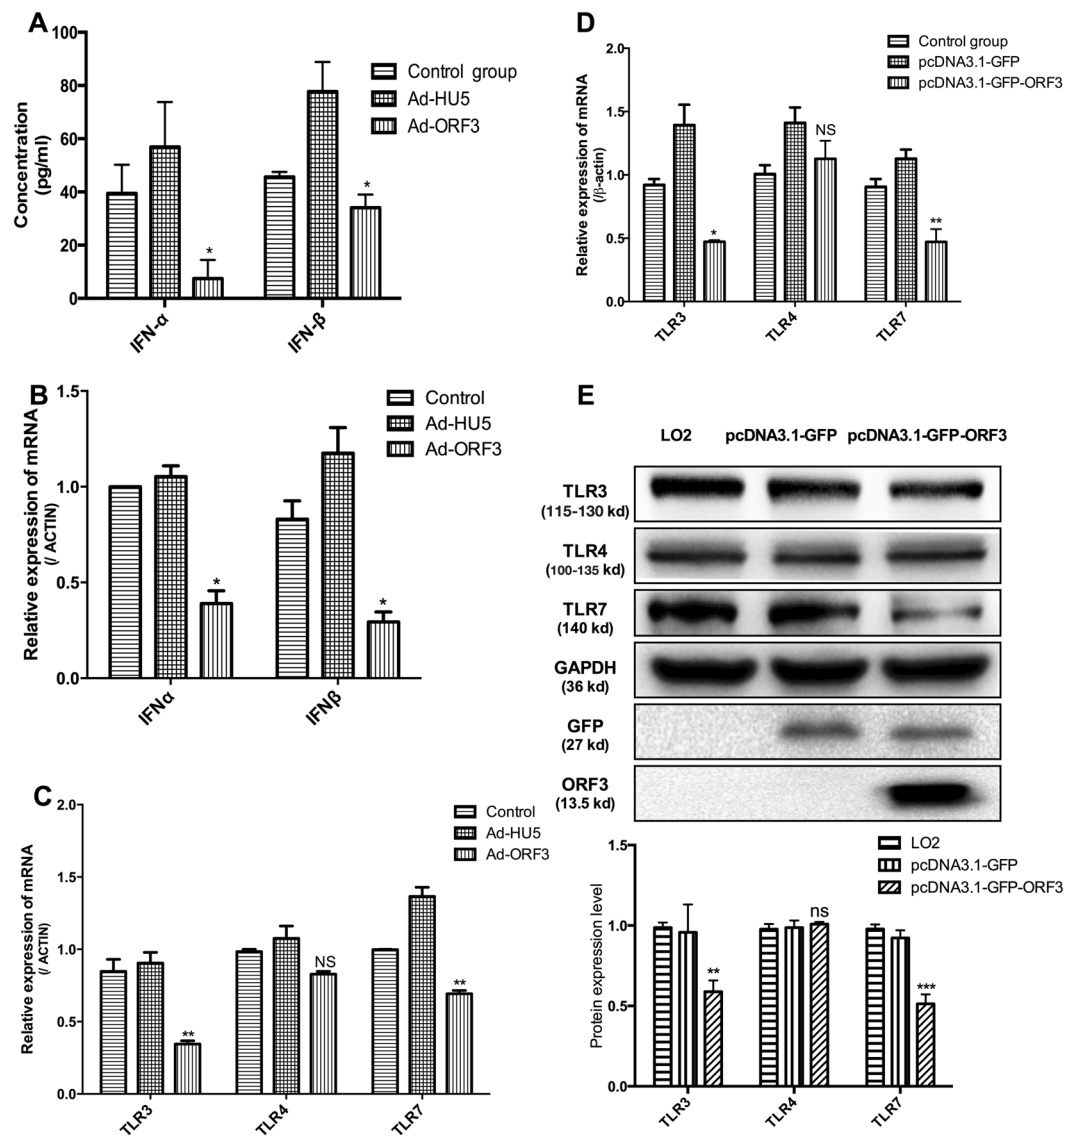 A
100
80
60
40
20
0
Concentration
(pg/ml)
Control group
Ad-HU5
Ad-ORF3
*
*
IFN-α
IFN-β
B
1.5
1.0
0.5
0.0
Relative expression of mRNA
(/ ACTIN)
Control
Ad-HU5
Ad-ORF3
*
*
IFNα
IFNβ
C
2.0
1.5
1.0
0.5
0.0
Relative expression of mRNA
(/ ACTIN)
Control
Ad-HU5
Ad-ORF3
**
NS
**
TLR3
TLR4
TLR7
D
2.0
1.5
1.0
0.5
0.0
Relative expression of mRNA
(/β-actin)
Control group
pcDNA3.1-GFP
pcDNA3.1-GFP-ORF3
*
NS
**
TLR3
TLR4
TLR7
E
LO2 pcDNA3.1-GFP pcDNA3.1-GFP-ORF3
TLR3
(115-130 kd)
TLR4
(100-135 kd)
TLR7
(140 kd)
GAPDH
(36 kd)
GFP
(27 kd)
ORF3
(13.5 kd)
1.5
1.0
0.5
0.0
Protein expression level
LO2
pcDNA3.1-GFP
pcDNA3.1-GFP-ORF3
**
ns
***
TLR3
TLR4
TLR7